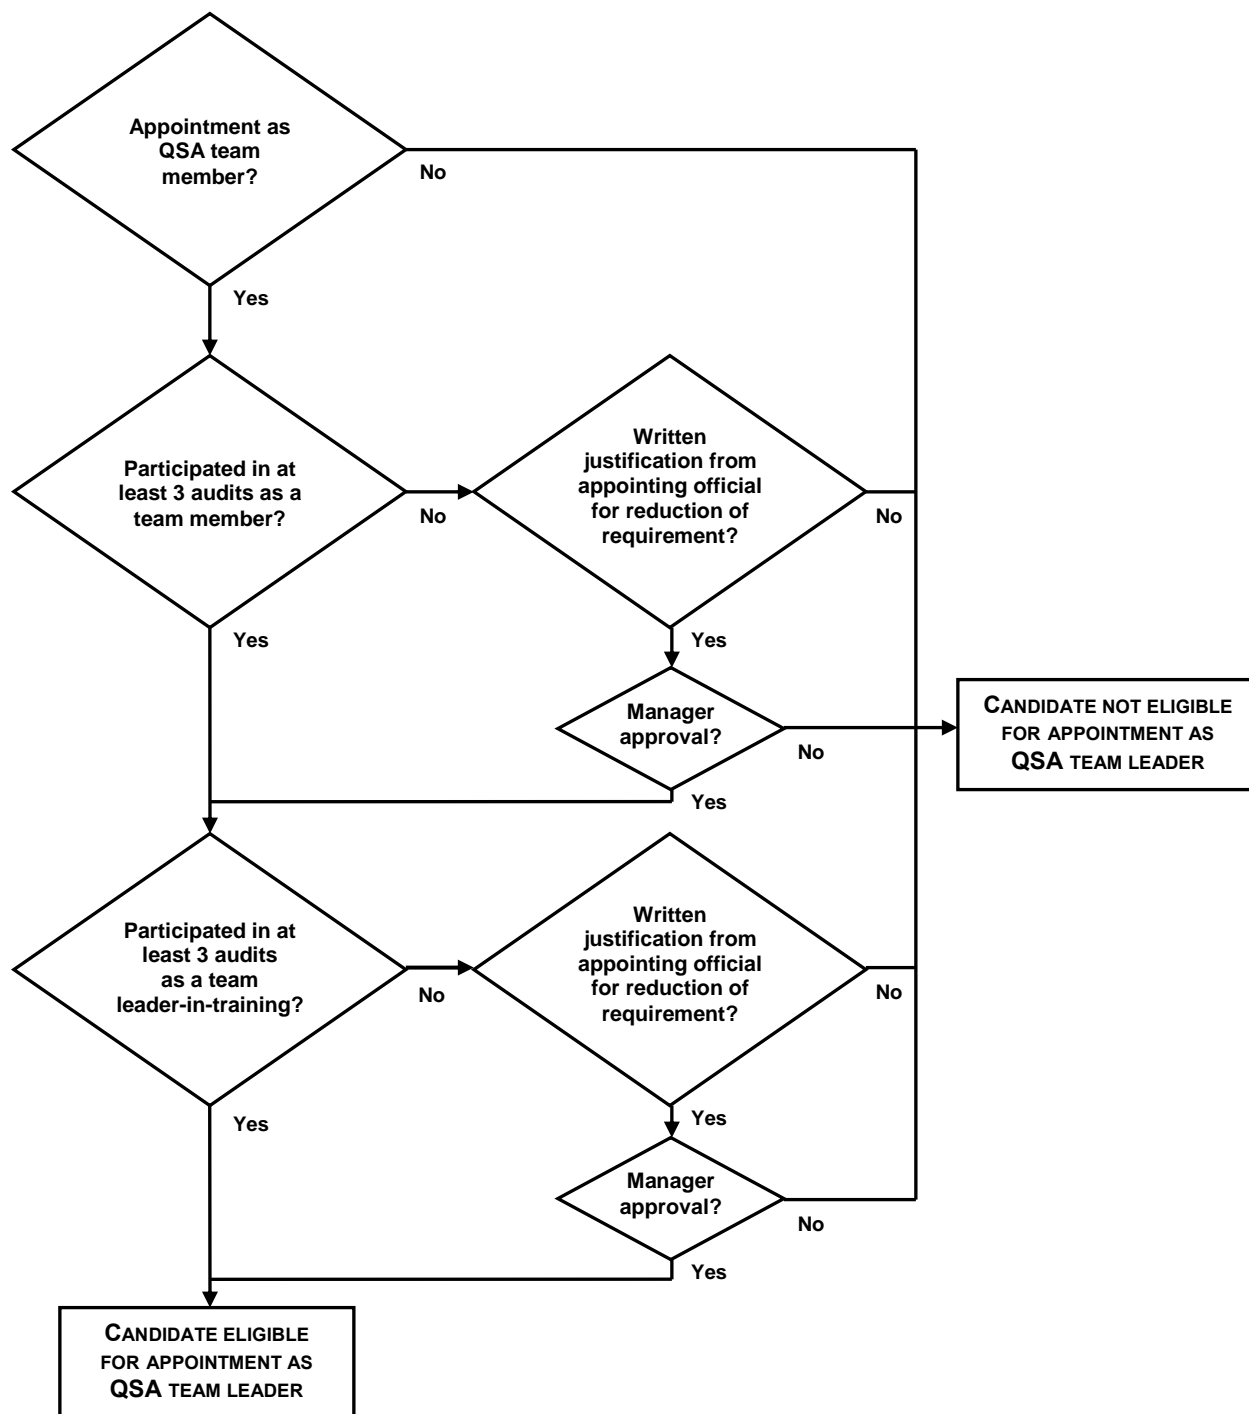 Appointment as
QSA team
member?
No
Yes
Participated in at
least 3 audits as a
team member?
No
Written
justification from
appointing official
for reduction of
requirement?
No
Yes
Yes
Manager
approval?
No
Yes
CANDIDATE NOT ELIGIBLE
FOR APPOINTMENT AS
QSA TEAM LEADER
Participated in at
least 3 audits
as a team
leader-in-training?
No
Written
justification from
appointing official
for reduction of
requirement?
No
Yes
Yes
Manager
approval?
No
Yes
CANDIDATE ELIGIBLE
FOR APPOINTMENT AS
QSA TEAM LEADER